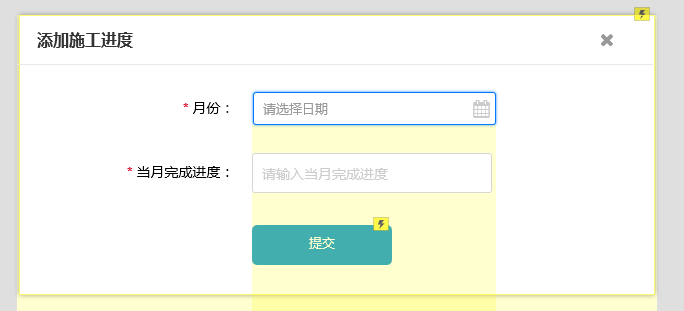 添加施工进度
* 月份：
请选择日期
* 当月完成进度：
请输入当月完成进度
提交